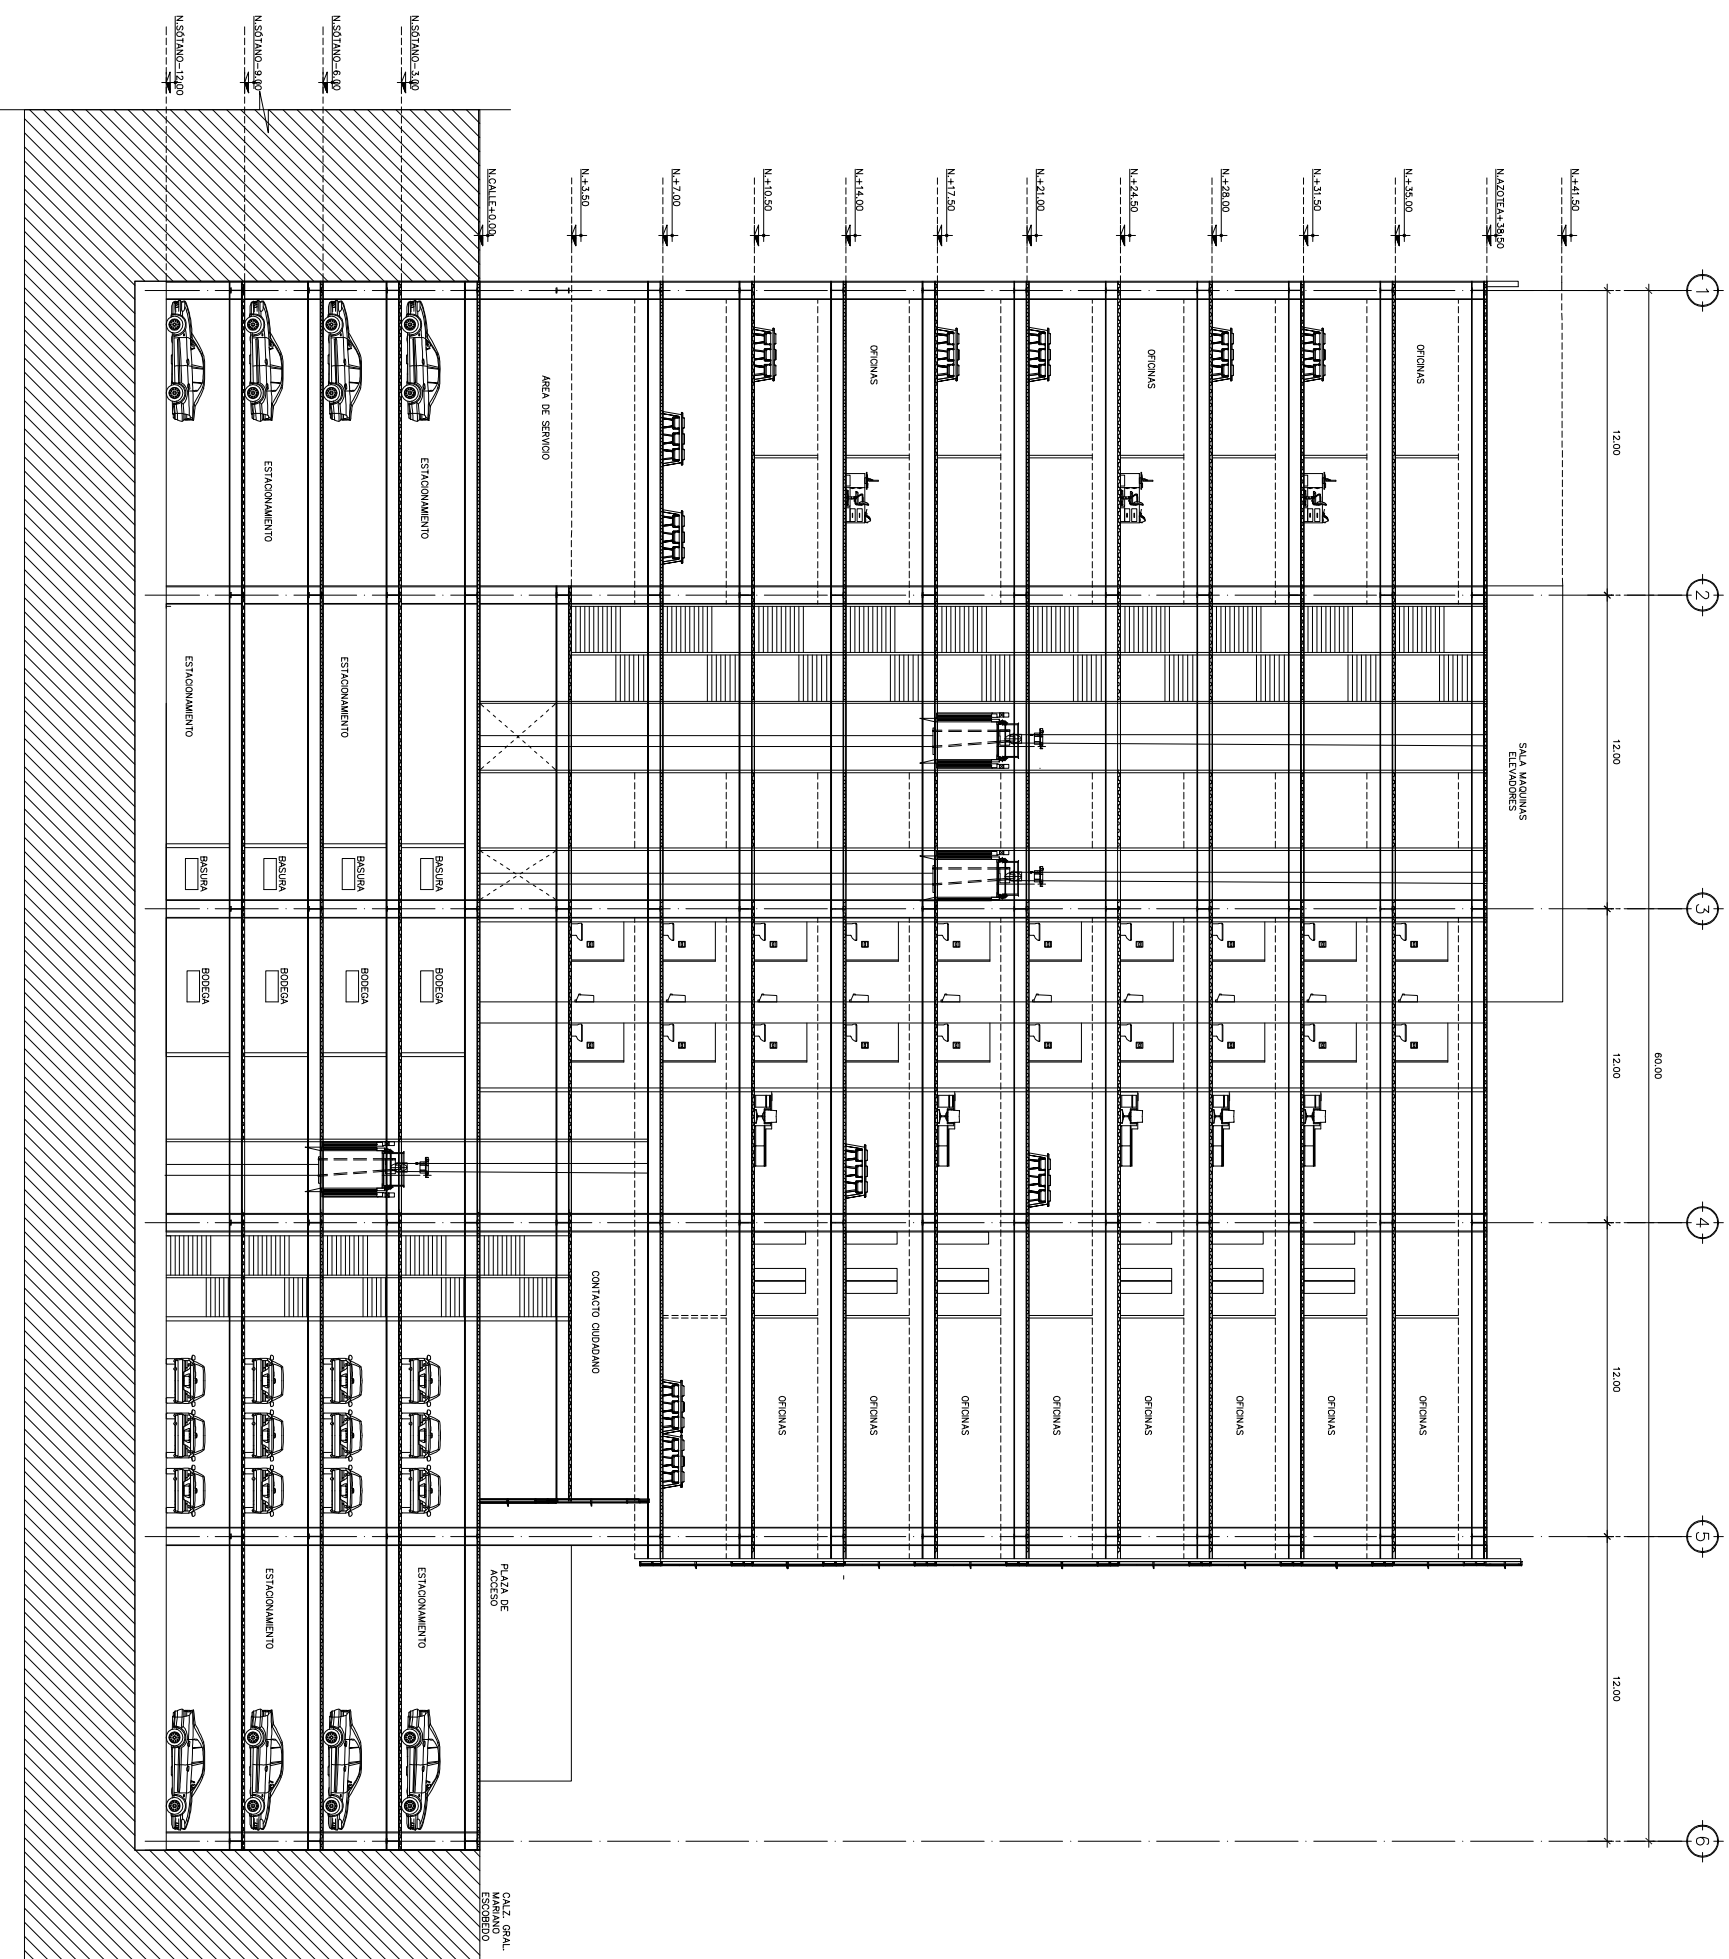 1 2 3 4 5 6
60.00
12.00 12.00 12.00 12.00 12.00
N.+41.50
SALA MAQUINAS
ELEVADORES
N.AZOTEA+38.50
OFICINAS OFICINAS
N.+35.00
OFICINAS
N.+31.50
OFICINAS
N.+28.00
OFICINAS OFICINAS
N.+24.50
OFICINAS
N.+21.00
OFICINAS
N.+17.50
OFICINAS OFICINAS
N.+14.00
OFICINAS
N.+10.50
N.+7.00
CONTACTO CIUDADANO
N.+3.50
AREA DE SERVICIO
PLAZA DE
ACCESO
CALZ. GRAL.
MARIANO
ESCOBEDO
N.CALLE+0.00
ESTACIONAMIENTO BASURA BODEGA ESTACIONAMIENTO
N.SÓTANO-3.00
ESTACIONAMIENTO BASURA BODEGA
N.SÓTANO-6.00
ESTACIONAMIENTO BASURA BODEGA ESTACIONAMIENTO
N.SÓTANO-9.00
ESTACIONAMIENTO BASURA BODEGA
N.SÓTANO-12.00